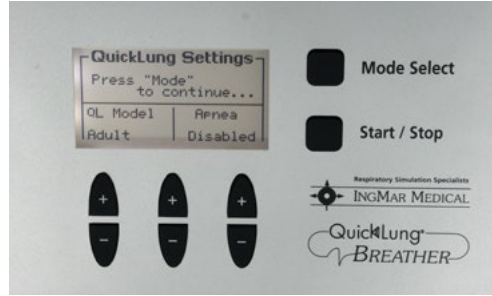 QuickLung Settings
Press "Mode"
to continue...
QL Model
Apnea
Adult
Disabled
Mode Select
Start / Stop
+
+
+
-
-
-
Respiratory Simulation Specialists
INGMAR MEDICAL
QuickLung
BREATHER